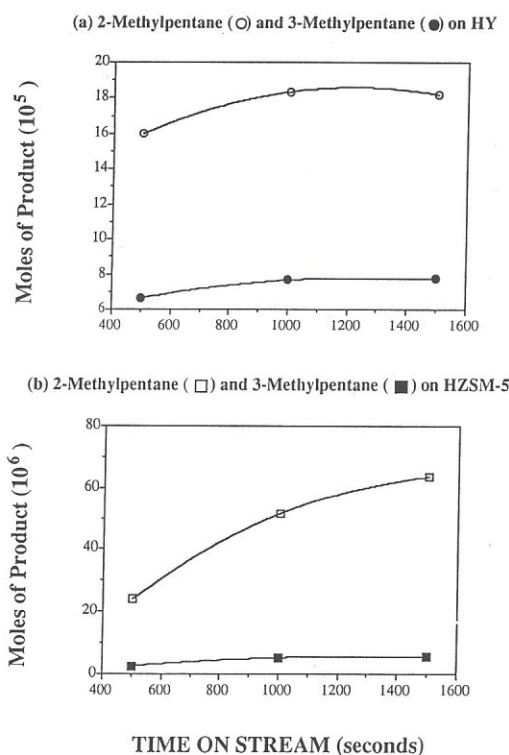 (a) 2-Methylpentane (○) and 3-Methylpentane (●) on HY
Moles of Product (10⁵)
20
18
16
14
12
10
8
6
400 600 800 1000 1200 1400 1600
(b) 2-Methylpentane ( □ ) and 3-Methylpentane ( ■ ) on HZSM-5
Moles of Product (10⁶)
80
60
40
20
0
400 600 800 1000 1200 1400 1600
TIME ON STREAM (seconds)